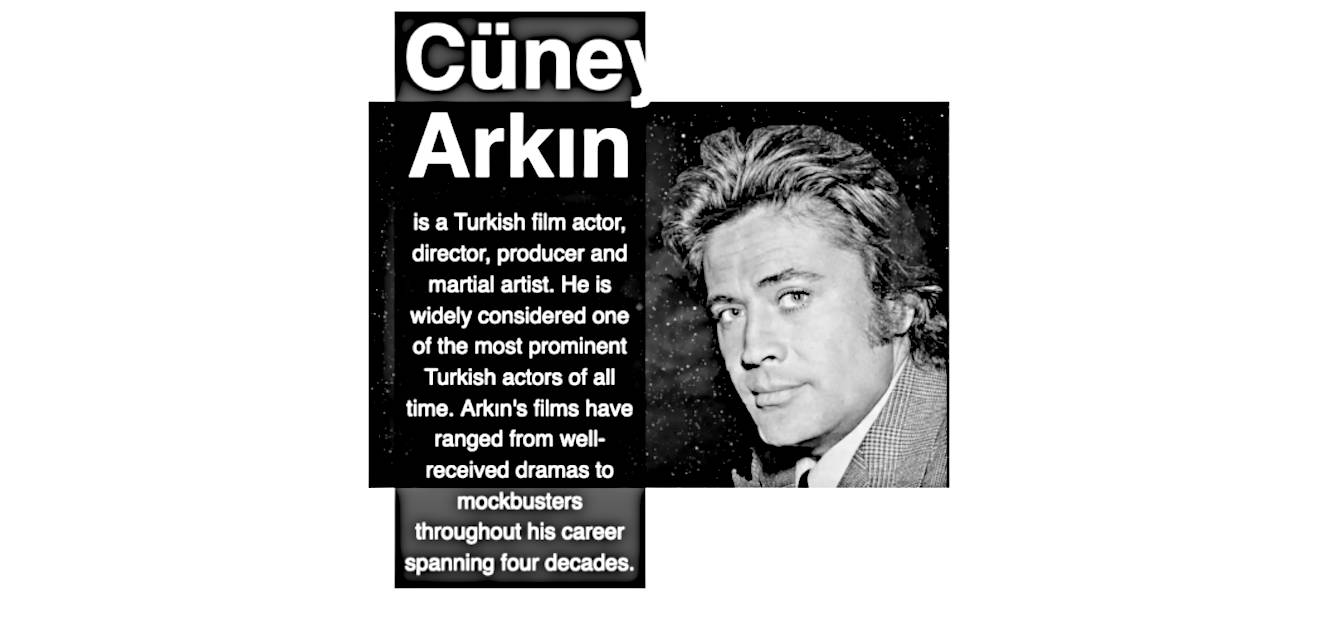 Cüney
Arkın
is a Turkish film actor,
director, producer and
martial artist. He is
widely considered one
of the most prominent
Turkish actors of all
time. Arkın's films have
ranged from well-
received dramas to
mockbusters
throughout his career
spanning four decades.